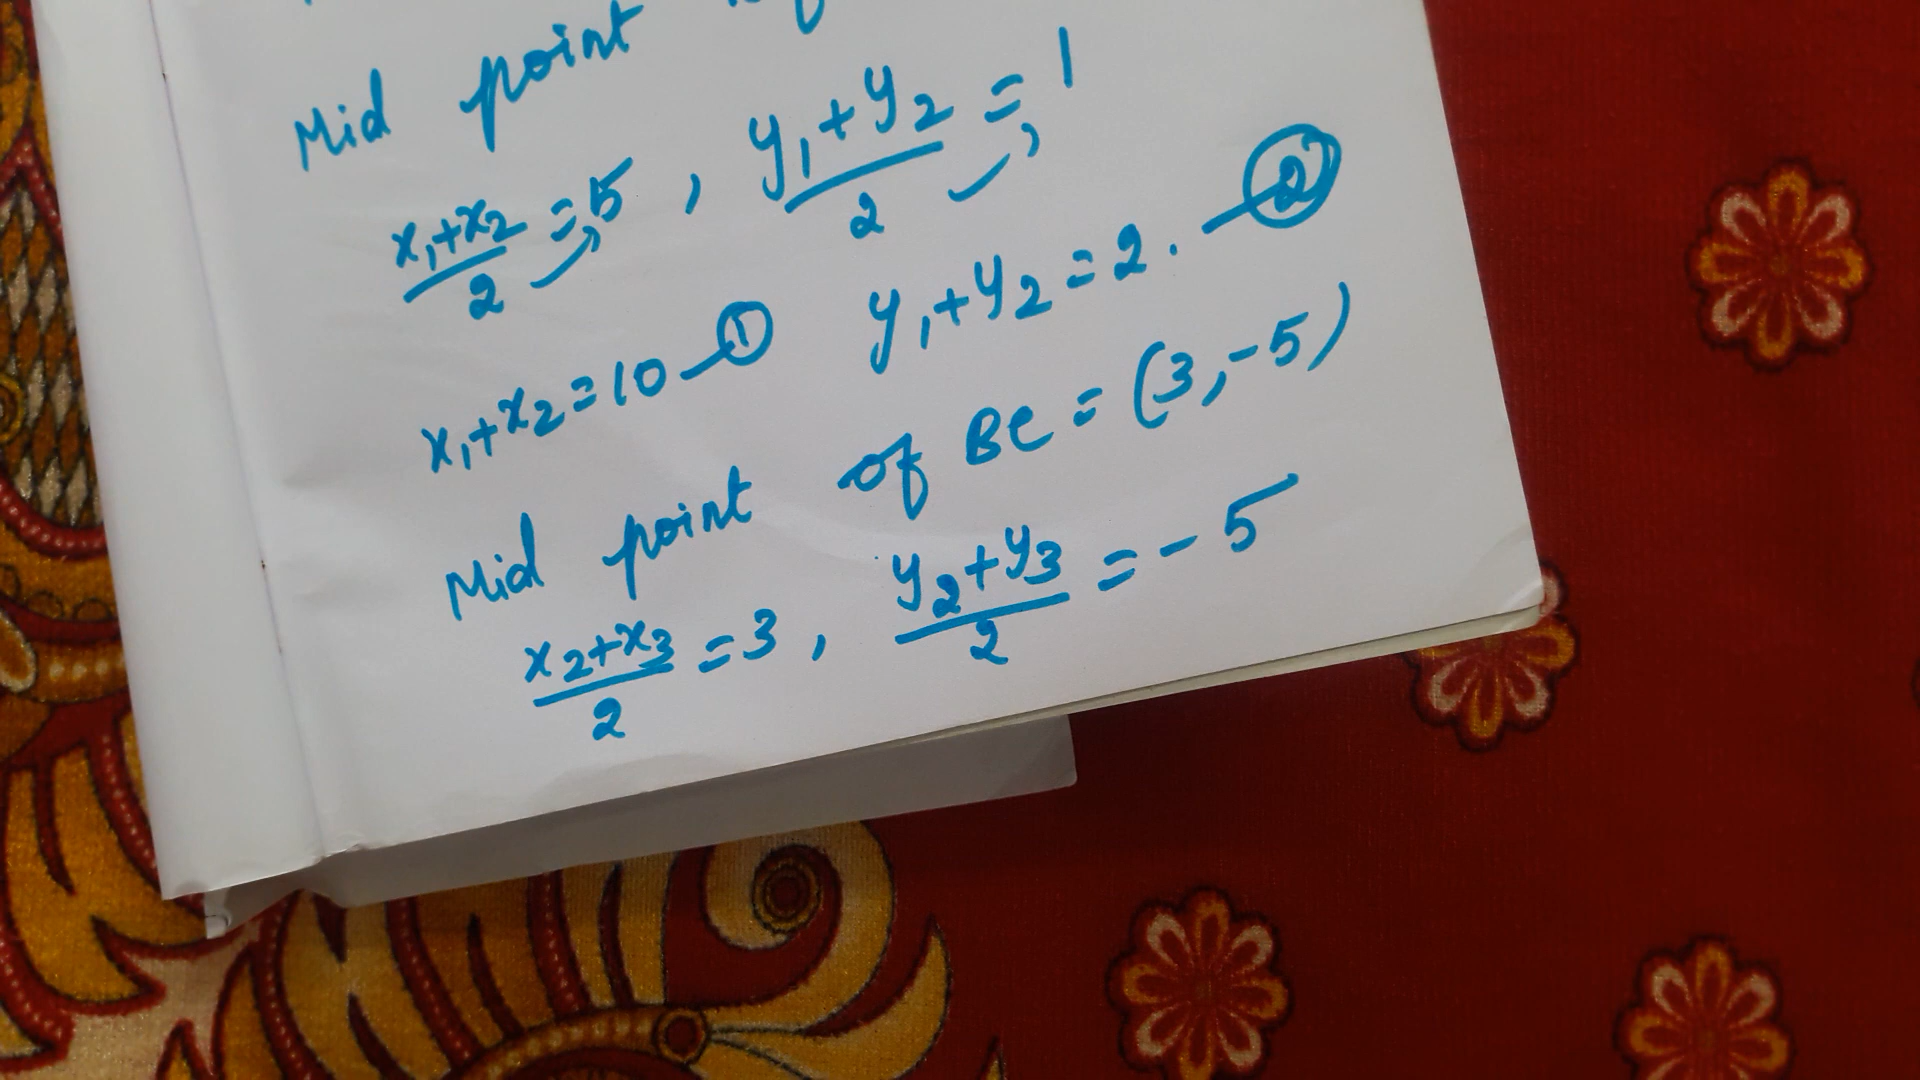 Mid point
x₁+x₂/2 = 5 , y₁+y₂/2 = 1
x₁+x₂ = 10 — ① y₁+y₂ = 2 . — ②
Mid point of BC = (3, -5)
x₂+x₃/2 = 3 , y₂+y₃/2 = - 5